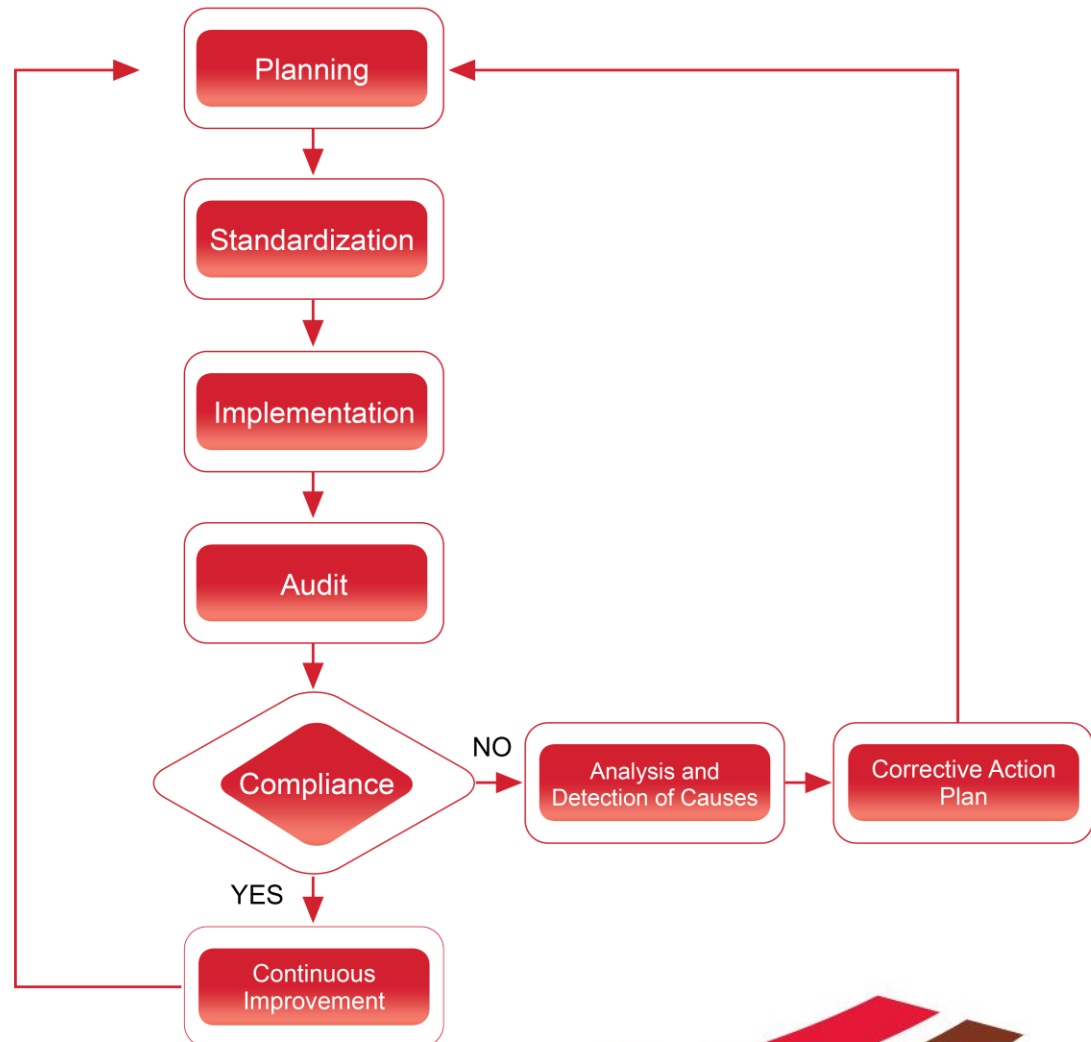 Planning
Standardization
Implementation
Audit
Compliance
NO
Analysis and
Detection of Causes
Corrective Action
Plan
YES
Continuous
Improvement